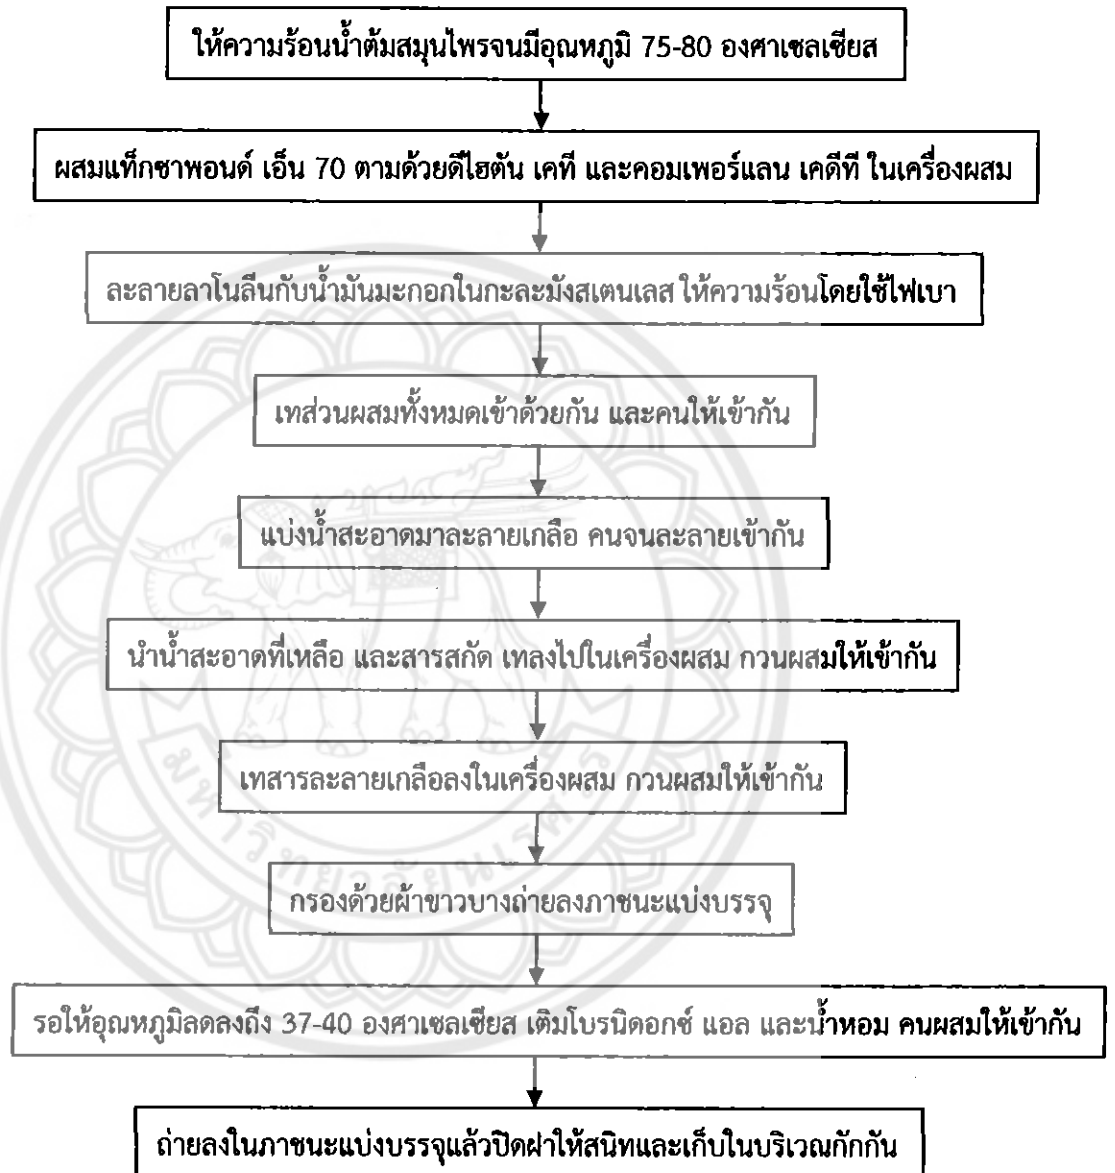 ให้ความร้อนน้ำต้มสมุนไพรจนมีอุณหภูมิ 75-80 องศาเซลเซียส
ผสมแท็กซาพอนด์ เอ็น 70 ตามด้วยดีไฮตัน เคที และคอมเพอร์แลน เคดีที ในเครื่องผสม
ละลายลาโนลีนกับน้ำมันมะกอกในกะละมังสเตนเลส ให้ความร้อนโดยใช้ไฟเบา
เทส่วนผสมทั้งหมดเข้าด้วยกัน และคนให้เข้ากัน
แบ่งน้ำสะอาดมาละลายเกลือ คนจนละลายเข้ากัน
นำน้ำสะอาดที่เหลือ และสารสกัด เทลงไปในเครื่องผสม กวนผสมให้เข้ากัน
เทสารละลายเกลือลงในเครื่องผสม กวนผสมให้เข้ากัน
มหาวิทยาลัยนเรศวร
กรองด้วยผ้าขาวบางถ่ายลงภาชนะแบ่งบรรจุ
รอให้อุณหภูมิลดลงถึง 37-40 องศาเซลเซียส เติมโบรนิดอกซ์ แอล และน้ำหอม คนผสมให้เข้ากัน
ถ่ายลงในภาชนะแบ่งบรรจุแล้วปิดฝาให้สนิทและเก็บในบริเวณกักกัน